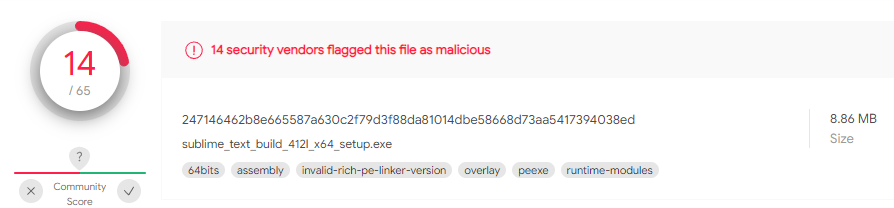 14
/ 65
14 security vendors flagged this file as malicious
247146462b8e665587a630c2f79d3f88da81014dbe58668d73aa5417394038ed
sublime_text_build_412l_x64_setup.exe
64bits assembly invalid-rich-pe-linker-version overlay peexe runtime-modules
8.86 MB
Size
?
Community
Score